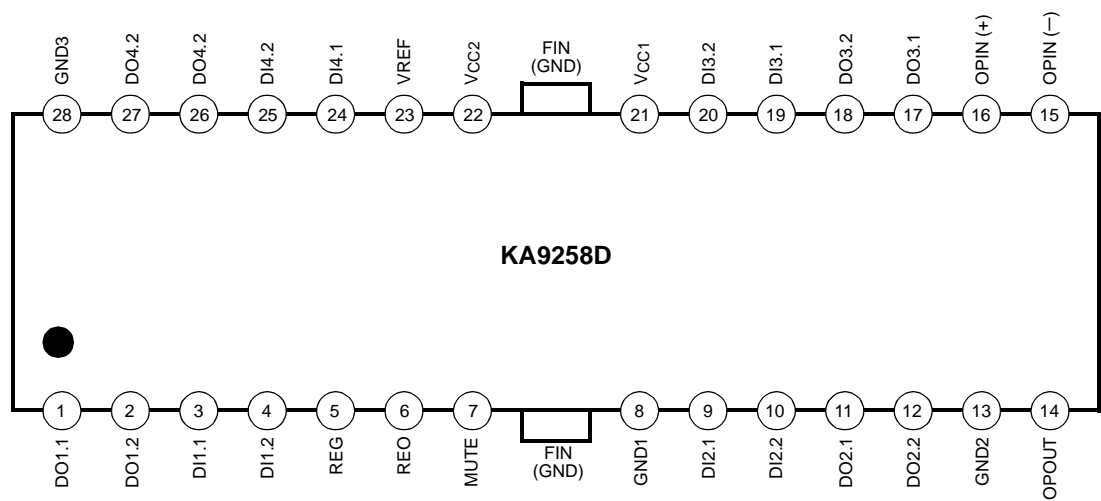 GND3
DO4.2
DO4.2
DI4.2
DI4.1
VREF
VCC2
FIN
(GND)
VCC1
DI3.2
DI3.1
DO3.2
DO3.1
OPIN (+)
OPIN (—)
28
27
26
25
24
23
22
21
20
19
18
17
16
15
KA9258D
1
2
3
4
5
6
7
8
9
10
11
12
13
14
DO1.1
DO1.2
DI1.1
DI1.2
REG
REO
MUTE
FIN
(GND)
GND1
DI2.1
DI2.2
DO2.1
DO2.2
GND2
OPOUT